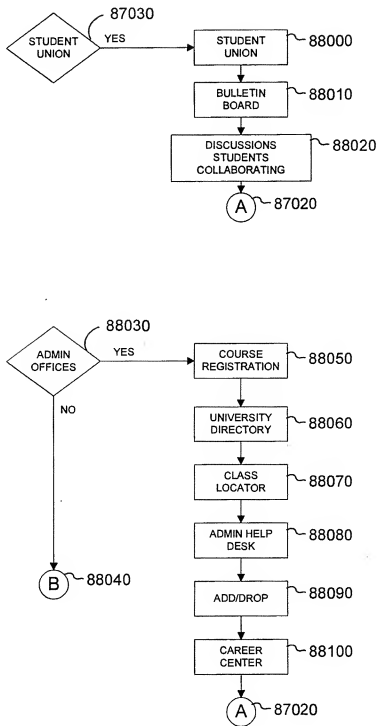 87030
STUDENT
UNION
YES
STUDENT
UNION
88000
BULLETIN
BOARD
88010
DISCUSSIONS
STUDENTS
COLLABORATING
88020
A
87020
88030
ADMIN
OFFICES
YES
NO
COURSE
REGISTRATION
88050
UNIVERSITY
DIRECTORY
88060
CLASS
LOCATOR
88070
ADMIN HELP
DESK
88080
B
88040
ADD/DROP
88090
CAREER
CENTER
88100
A
87020